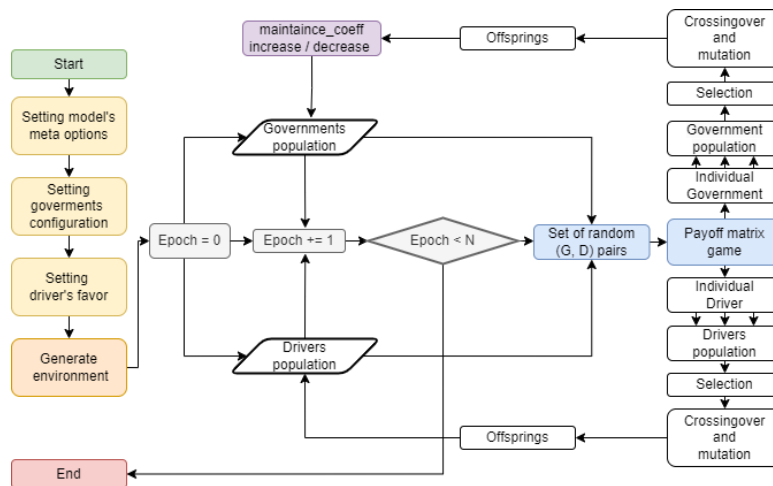 Start
Setting model's
meta options
Setting
goverments
configuration
Setting
driver's favor
Generate
environment
End
maintaince_coeff
increase / decrease
Governments
population
Epoch = 0
Epoch += 1
Epoch < N
Drivers
population
Set of random
(G, D) pairs
Payoff matrix
game
Individual
Government
Government
population
Selection
Crossingover
and
mutation
Offsprings
Individual
Driver
Drivers
population
Selection
Crossingover
and
mutation
Offsprings